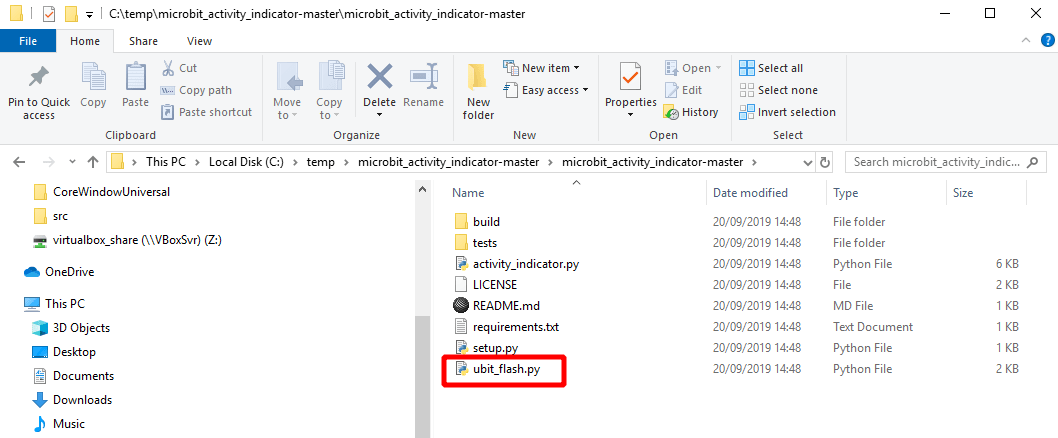 C:\temp\microbit_activity_indicator-master\microbit_activity_indicator-master
File Home Share View
Pin to Quick access
Copy
Paste
Cut
Copy path
Paste shortcut
Clipboard
Move to
Copy to
Delete
Rename
Organize
New folder
New item
Easy access
New
Properties
Open
Edit
History
Open
Select all
Select none
Invert selection
Select
This PC > Local Disk (C:) > temp > microbit_activity_indicator-master > microbit_activity_indicator-master >
Search microbit_activity_indic...
CoreWindowUniversal
src
virtualbox_share (\\VBoxSvr) (Z:)
OneDrive
This PC
3D Objects
Desktop
Documents
Downloads
Music
Name Date modified Type Size
build 20/09/2019 14:48 File folder
tests 20/09/2019 14:48 File folder
activity_indicator.py 20/09/2019 14:48 Python File 6 KB
LICENSE 20/09/2019 14:48 File 2 KB
README.md 20/09/2019 14:48 MD File 1 KB
requirements.txt 20/09/2019 14:48 Text Document 1 KB
setup.py 20/09/2019 14:48 Python File 1 KB
ubit_flash.py 20/09/2019 14:48 Python File 2 KB